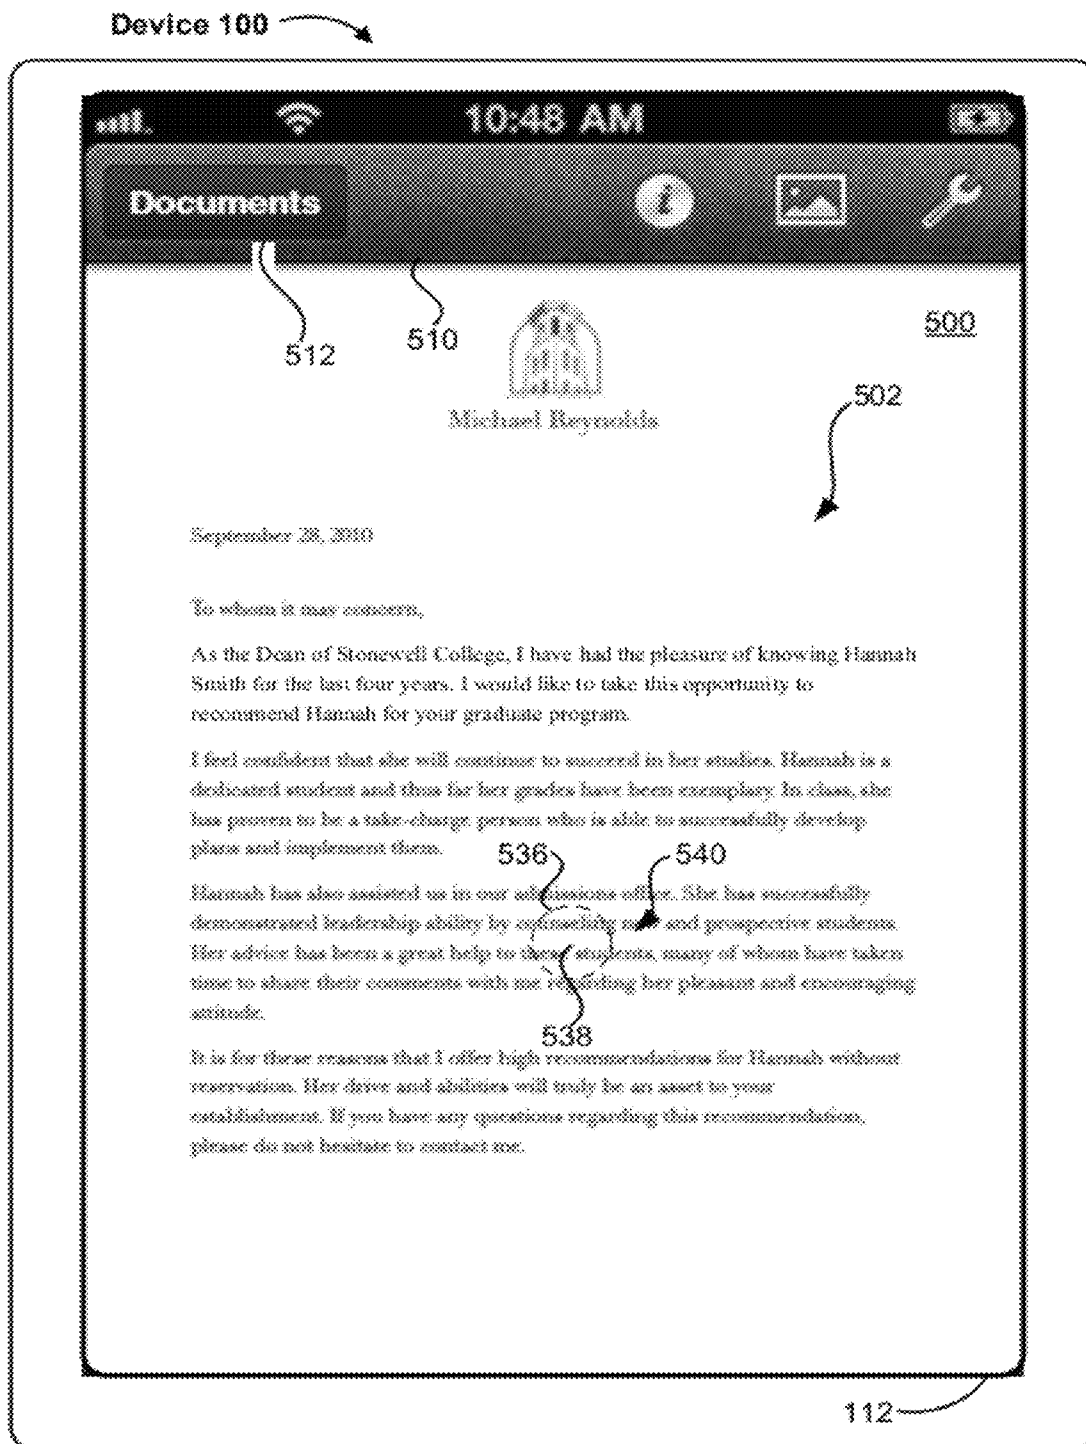 Device 100
10:48 AM
Documents
512
510
500
Michael Reynolds
502
September 28, 2010
To whom it may concern,
As the Dean of Stonewell College, I have had the pleasure of knowing Hannah
Smith for the last four years. I would like to take this opportunity to
recommend Hannah for your graduate program.
I feel confident that she will continue to succeed in her studies. Hannah is a
dedicated student and thus far her grades have been exemplary. In class, she
has proven to be a take-charge person who is able to successfully develop
plans and implement them.
536
540
Hannah has also assisted us in our admissions office. She has successfully
demonstrated leadership ability by counseling new and prospective students.
Her advice has been a great help to these students, many of whom have taken
time to share their comments with me regarding her pleasant and encouraging
attitude.
538
It is for these reasons that I offer high recommendations for Hannah without
reservation. Her drive and abilities will truly be an asset to your
establishment. If you have any questions regarding this recommendation,
please do not hesitate to contact me.
112